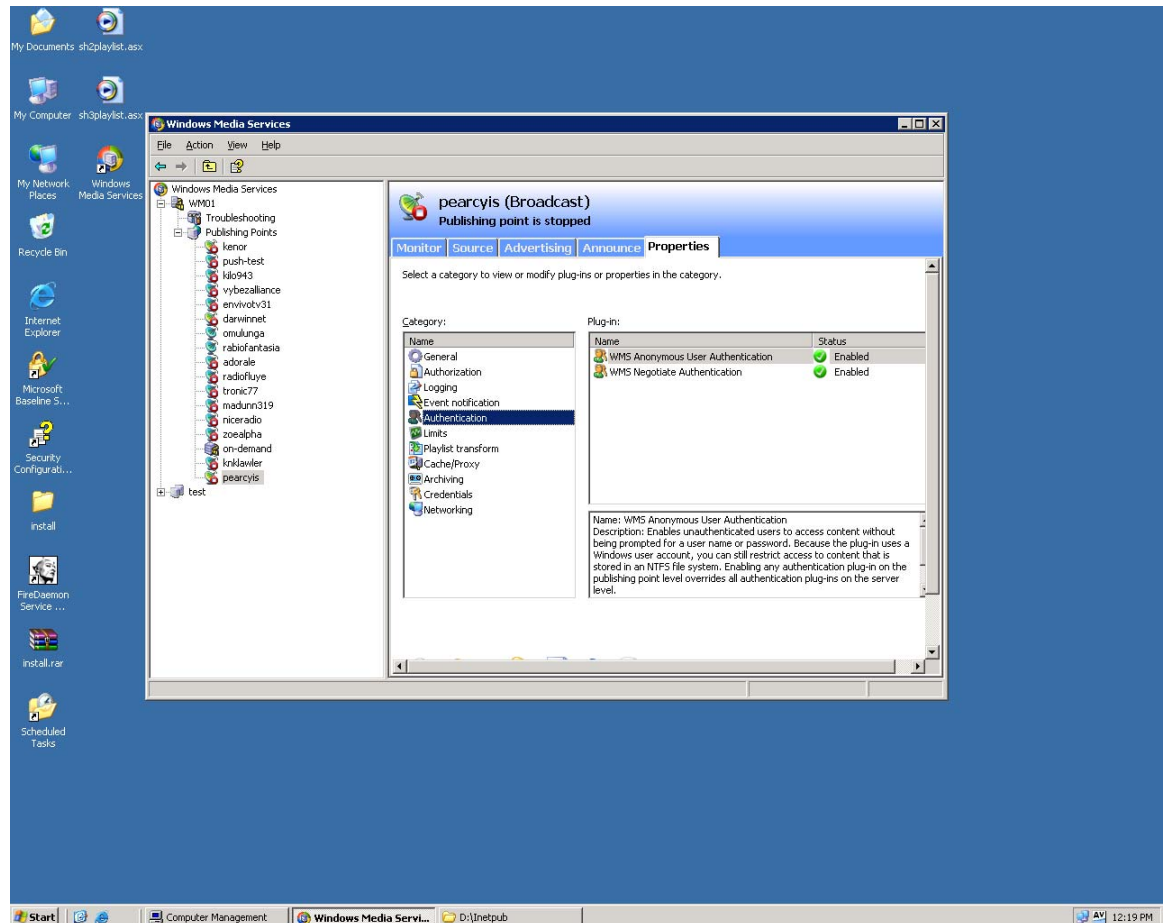 My Documents
sh2playlist.asx
My Computer
sh3playlist.asx
My Network
Places
Windows
Media Services
Recycle Bin
Internet
Explorer
Microsoft
Baseline S...
Security
Configurati...
install
FireDaemon
Service ...
install.rar
Scheduled
Tasks
Windows Media Services
File Action View Help
Windows Media Services
WM01
Troubleshooting
Publishing Points
kenor
push-test
kilo943
vybezalliance
envivotv31
darwinnet
omulunga
rabiofantasia
adorale
radiofluye
tronic77
madunn319
niceradio
zoealpha
on-demand
knklawler
pearcyis
test
pearcyis (Broadcast)
Publishing point is stopped
Monitor Source Advertising Announce Properties
Select a category to view or modify plug-ins or properties in the category.
Category:
Name
General
Authorization
Logging
Event notification
Authentication
Limits
Playlist transform
Cache/Proxy
Archiving
Credentials
Networking
Plug-in:
Name Status
WMS Anonymous User Authentication Enabled
WMS Negotiate Authentication Enabled
Name: WMS Anonymous User Authentication
Description: Enables unauthenticated users to access content without
being prompted for a user name or password. Because the plug-in uses a
Windows user account, you can still restrict access to content that is
stored in an NTFS file system. Enabling any authentication plug-in on the
publishing point level overrides all authentication plug-ins on the server
level.
Start Computer Management Windows Media Servi... D:\Inetpub AV 12:19 PM